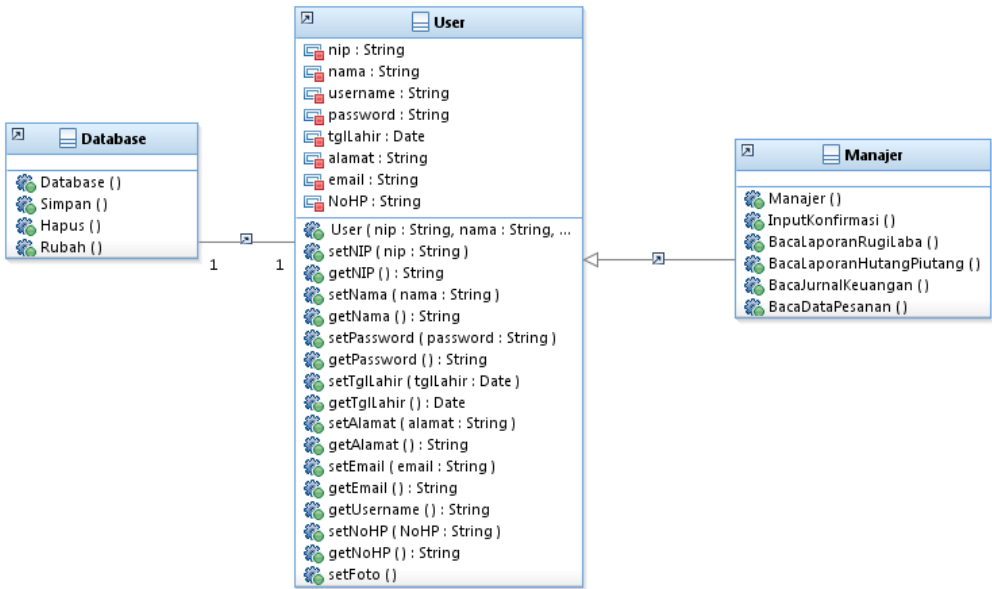 Database
Database ()
Simpan ()
Hapus ()
Rubah ()
1
1
User
nip : String
nama : String
username : String
password : String
tglLahir : Date
alamat : String
email : String
NoHP : String
User ( nip : String, nama : String, ...
setNIP ( nip : String )
getNIP () : String
setNama ( nama : String )
getNama () : String
setPassword ( password : String )
getPassword () : String
setTglLahir ( tglLahir : Date )
getTglLahir () : Date
setAlamat ( alamat : String )
getAlamat () : String
setEmail ( email : String )
getEmail () : String
getUsername () : String
setNoHP ( NoHP : String )
getNoHP () : String
setFoto ()
Manajer
Manajer ()
InputKonfirmasi ()
BacaLaporanRugiLaba ()
BacaLaporanHutangPiutang ()
BacaJurnalKeuangan ()
BacaDataPesanan ()